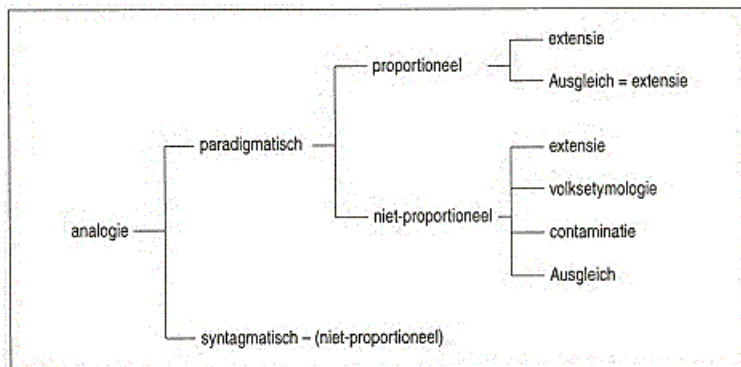 extensie
proportioneel
Ausgleich = extensie
paradigmatisch
extensie
volksetymologie
niet-proportioneel
contaminatie
analogie
Ausgleich
syntagmatisch – (niet-proportioneel)